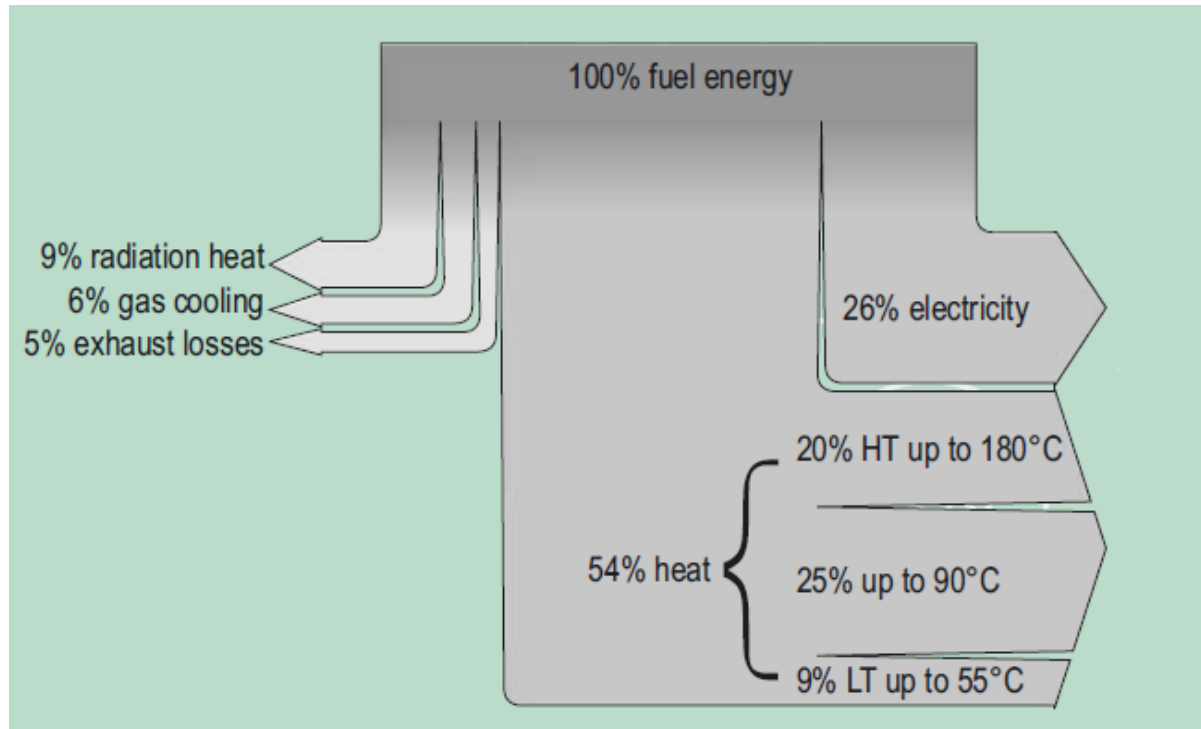 100% fuel energy
9% radiation heat
6% gas cooling
5% exhaust losses
26% electricity
20% HT up to 180°C
54% heat
25% up to 90°C
9% LT up to 55°C